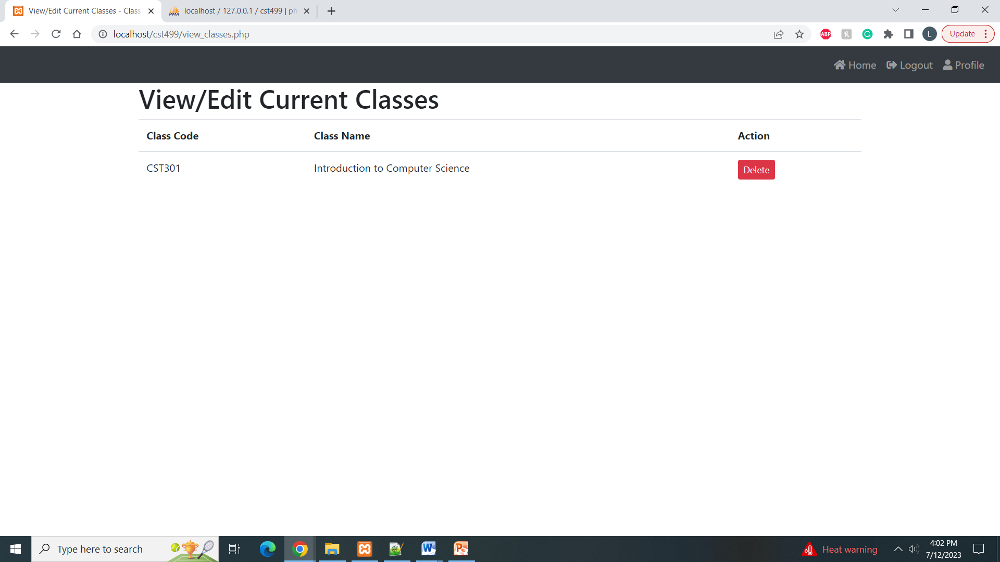 View/Edit Current Classes - Class
localhost / 127.0.0.1 / cst499 | ph
localhost/cst499/view_classes.php
ABP
L
Update
Home Logout Profile
View/Edit Current Classes
Class Code Class Name Action
CST301 Introduction to Computer Science Delete
Type here to search
Heat warning
4:02 PM
7/12/2023